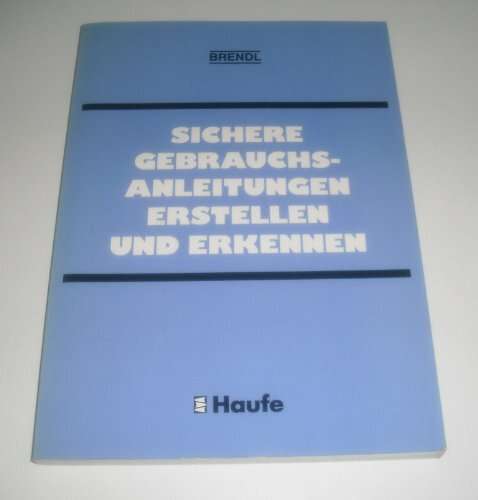 BRENDL
SICHERE
GEBRAUCHS-
ANLEITUNGEN
ERSTELLEN
UND ERKENNEN
Haufe